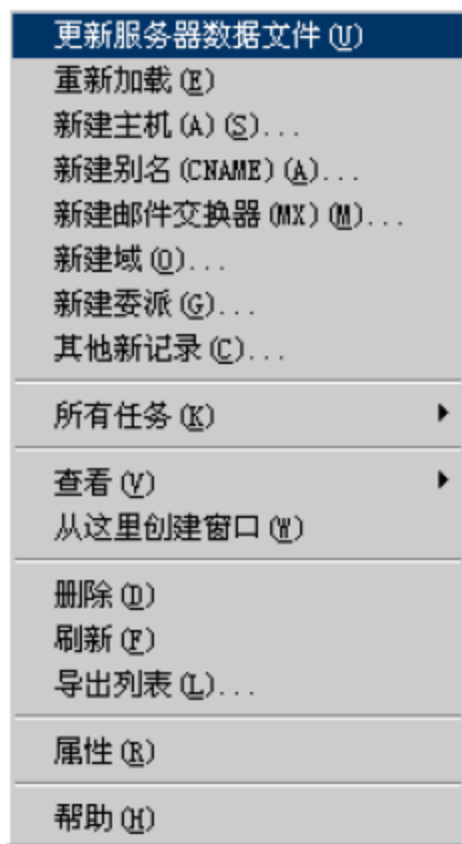 更新服务器数据文件(U)
重新加载(E)
新建主机(A)(S)...
新建别名(CNAME)(A)...
新建邮件交换器(MX)(M)...
新建域(O)...
新建委派(G)...
其他新记录(C)...
所有任务(K)
查看(V)
从这里创建窗口(W)
删除(D)
刷新(F)
导出列表(L)...
属性(R)
帮助(H)